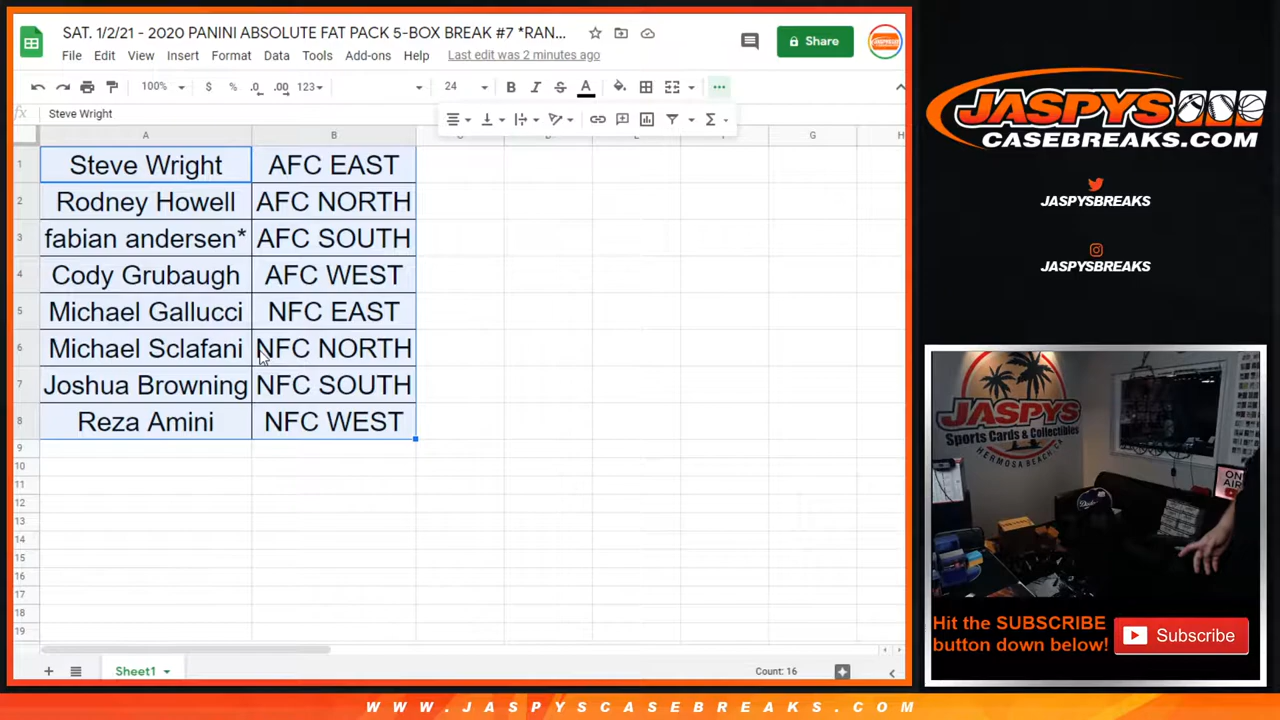 SAT. 1/2/21 - 2020 PANINI ABSOLUTE FAT PACK 5-BOX BREAK #7 *RAN...
File Edit View Insert Format Data Tools Add-ons Help Last edit was 2 minutes ago
Share
100% $ % .0 .00 123 24 B I S A
fx Steve Wright
A B G H
1 Steve Wright AFC EAST
2 Rodney Howell AFC NORTH
3 fabian andersen* AFC SOUTH
4 Cody Grubaugh AFC WEST
5 Michael Gallucci NFC EAST
6 Michael Sclafani NFC NORTH
7 Joshua Browning NFC SOUTH
8 Reza Amini NFC WEST
9
10
11
12
13
14
15
16
17
18
19
Sheet1 Count: 16
JASPYS
CASEBREAKS.COM
JASPYSBREAKS
JASPYSBREAKS
JASPYS
Sports Cards & Collectibles
HERMOSA BEACH, CA
ON
AIR
Hit the SUBSCRIBE
button down below!
Subscribe
WWW.JASPYSCASEBREAKS.COM